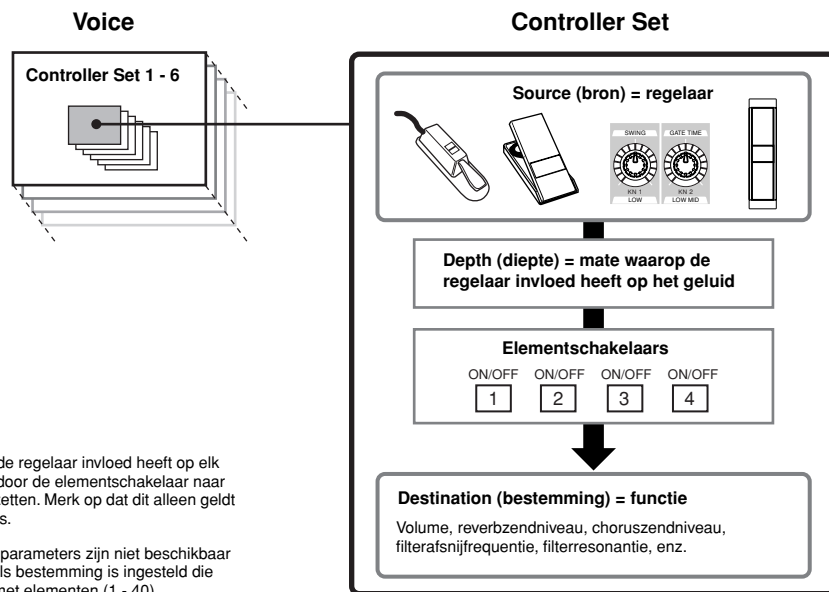 Voice
Controller Set
Controller Set 1 - 6
Source (bron) = regelaar
SWING
GATE TIME
KN 1
KN 2
LOW
LOW MID
Depth (diepte) = mate waarop de
regelaar invloed heeft op het geluid
Elementschakelaars
ON/OFF ON/OFF ON/OFF ON/OFF
1 2 3 4
Destination (bestemming) = functie
Volume, reverbzendniveau, choruszendniveau,
filterafsnijfrequentie, filterresonantie, enz.
de regelaar invloed heeft op elk
door de elementschakelaar naar
etten. Merk op dat dit alleen geldt
s.
parameters zijn niet beschikbaar
ls bestemming is ingesteld die
net elementen (1 - 40)